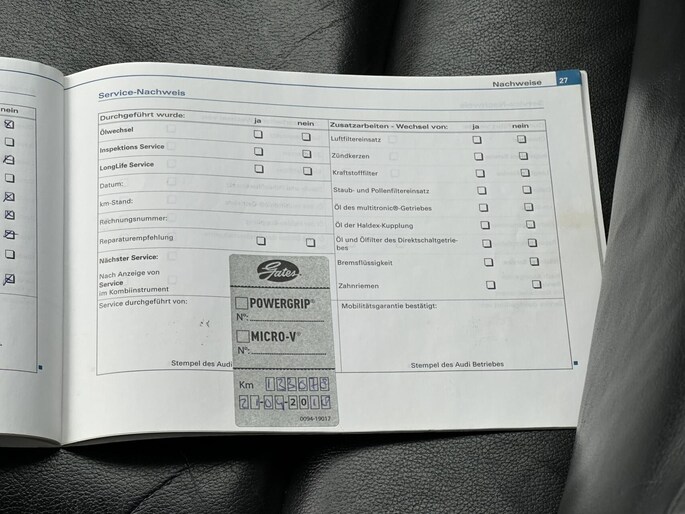 nein
Nachweise 27
Service-Nachweis
Durchgeführt wurde: ja nein
Ölwechsel
Inspektions Service
LongLife Service
Datum:
km-Stand:
Rechnungsnummer:
Reparaturempfehlung
Nächster Service:
Nach Anzeige von
Service
im Kombiinstrument
Service durchgeführt von:
Stempel des Audi
Zusatzarbeiten - Wechsel von: ja nein
Luftfiltereinsatz
Zündkerzen
Kraftstofffilter
Staub- und Pollenfiltereinsatz
Öl des multitronic®-Getriebes
Öl der Haldex-Kupplung
Öl und Ölfilter des Direktschaltgetrie-
bes
Bremsflüssigkeit
Zahnriemen
Mobilitätsgarantie bestätigt:
Stempel des Audi Betriebes
Gates
POWERGRIP®
N°:
MICRO-V®
N°:
Km
20